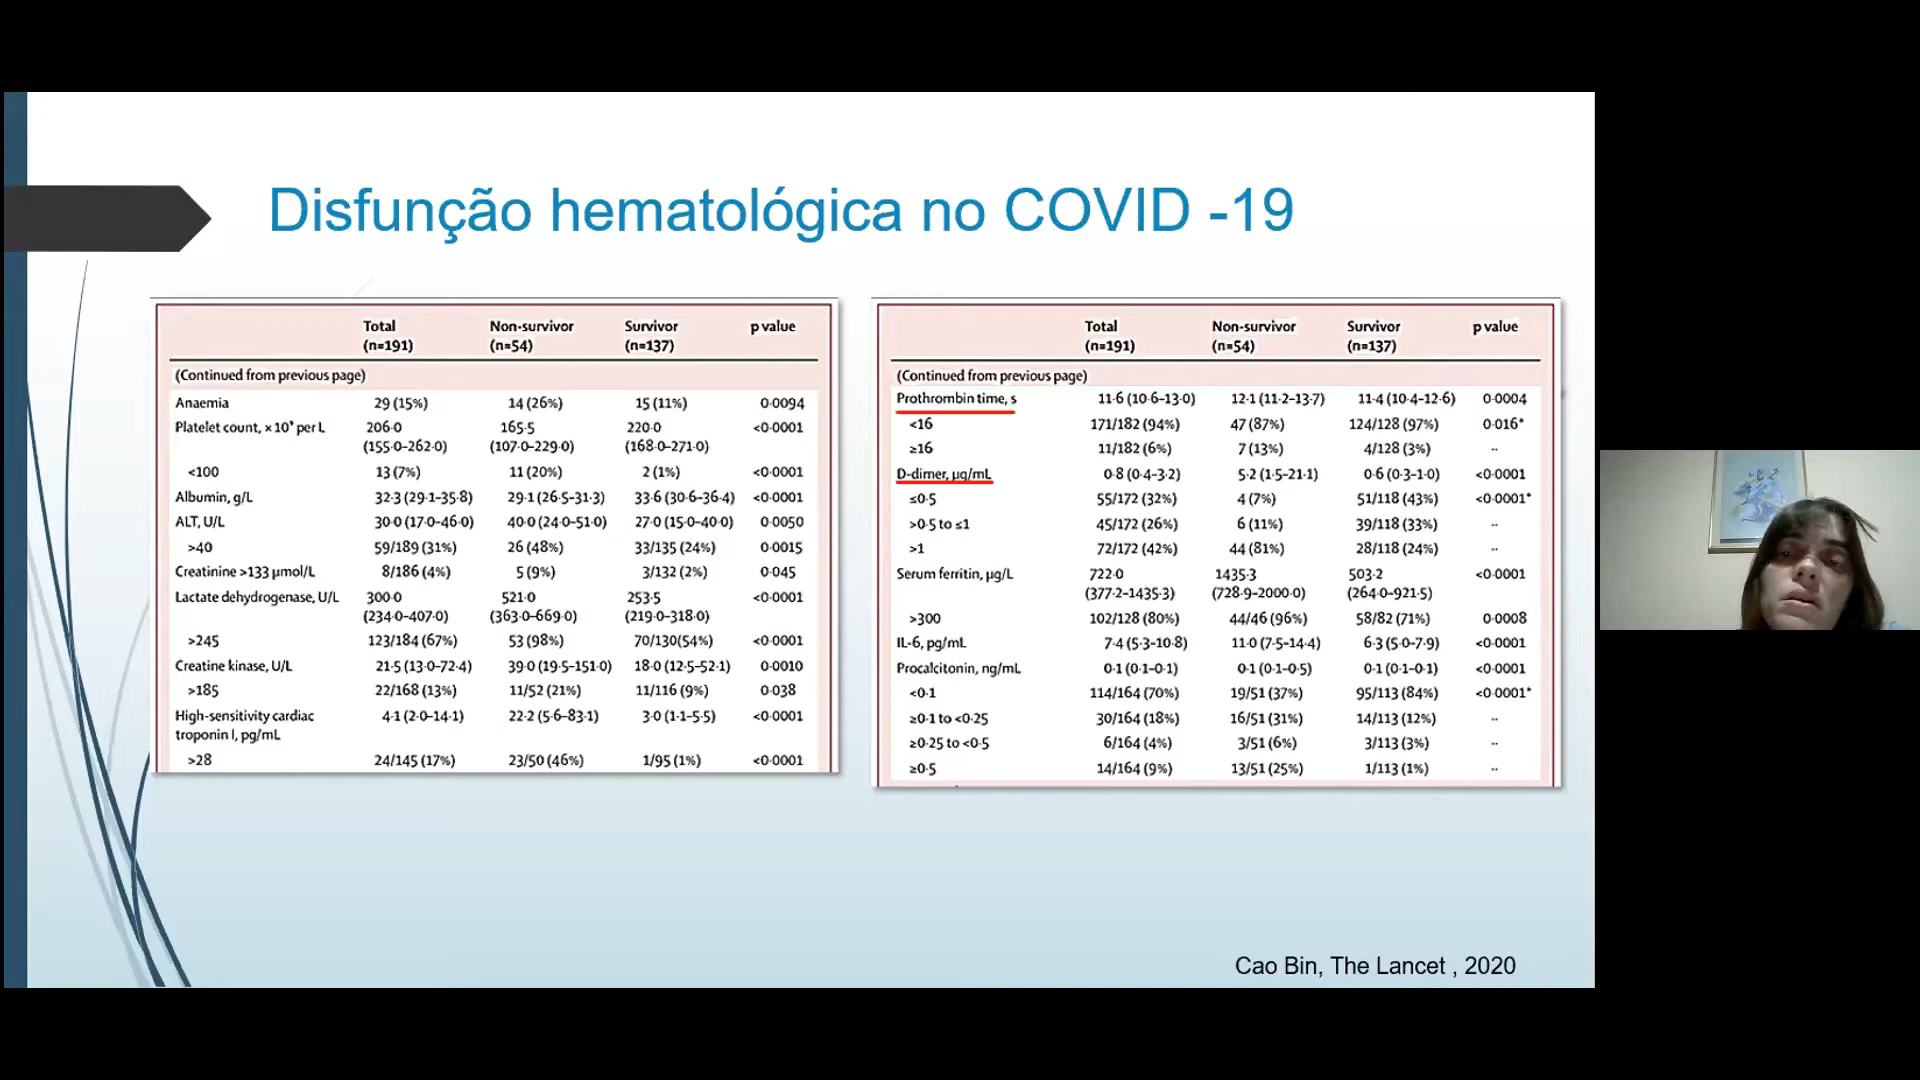 Disfunção hematológica no COVID -19
Total Non-survivor Survivor p value
(n=191) (n=54) (n=137)
(Continued from previous page)
Anaemia 29 (15%) 14 (26%) 15 (11%) 0·0094
Platelet count, × 10⁹ per L 206·0 165·5 220·0 <0·0001
(155·0–262·0) (107·0–229·0) (168·0–271·0)
<100 13 (7%) 11 (20%) 2 (1%) <0·0001
Albumin, g/L 32·3 (29·1–35·8) 29·1 (26·5–31·3) 33·6 (30·6–36·4) <0·0001
ALT, U/L 30·0 (17·0–46·0) 40·0 (24·0–51·0) 27·0 (15·0–40·0) 0·0050
>40 59/189 (31%) 26 (48%) 33/135 (24%) 0·0015
Creatinine >133 μmol/L 8/186 (4%) 5 (9%) 3/132 (2%) 0·045
Lactate dehydrogenase, U/L 300·0 521·0 253·5 <0·0001
(234·0–407·0) (363·0–669·0) (219·0–318·0)
>245 123/184 (67%) 53 (98%) 70/130(54%) <0·0001
Creatine kinase, U/L 21·5 (13·0–72·4) 39·0 (19·5–151·0) 18·0 (12·5–52·1) 0·0010
>185 22/168 (13%) 11/52 (21%) 11/116 (9%) 0·038
High-sensitivity cardiac 4·1 (2·0–14·1) 22·2 (5·6–83·1) 3·0 (1·1–5·5) <0·0001
troponin I, pg/mL
>28 24/145 (17%) 23/50 (46%) 1/95 (1%) <0·0001
Total Non-survivor Survivor p value
(n=191) (n=54) (n=137)
(Continued from previous page)
Prothrombin time, s 11·6 (10·6–13·0) 12·1 (11·2–13·7) 11·4 (10·4–12·6) 0·0004
<16 171/182 (94%) 47 (87%) 124/128 (97%) 0·016*
≥16 11/182 (6%) 7 (13%) 4/128 (3%) ··
D-dimer, μg/mL 0·8 (0·4–3·2) 5·2 (1·5–21·1) 0·6 (0·3–1·0) <0·0001
≤0·5 55/172 (32%) 4 (7%) 51/118 (43%) <0·0001*
>0·5 to ≤1 45/172 (26%) 6 (11%) 39/118 (33%) ··
>1 72/172 (42%) 44 (81%) 28/118 (24%) ··
Serum ferritin, μg/L 722·0 1435·3 503·2 <0·0001
(377·2–1435·3) (728·9–2000·0) (264·0–921·5)
>300 102/128 (80%) 44/46 (96%) 58/82 (71%) 0·0008
IL-6, pg/mL 7·4 (5·3–10·8) 11·0 (7·5–14·4) 6·3 (5·0–7·9) <0·0001
Procalcitonin, ng/mL 0·1 (0·1–0·1) 0·1 (0·1–0·5) 0·1 (0·1–0·1) <0·0001
<0·1 114/164 (70%) 19/51 (37%) 95/113 (84%) <0·0001*
≥0·1 to <0·25 30/164 (18%) 16/51 (31%) 14/113 (12%) ··
≥0·25 to <0·5 6/164 (4%) 3/51 (6%) 3/113 (3%) ··
≥0·5 14/164 (9%) 13/51 (25%) 1/113 (1%) ··
Cao Bin, The Lancet , 2020